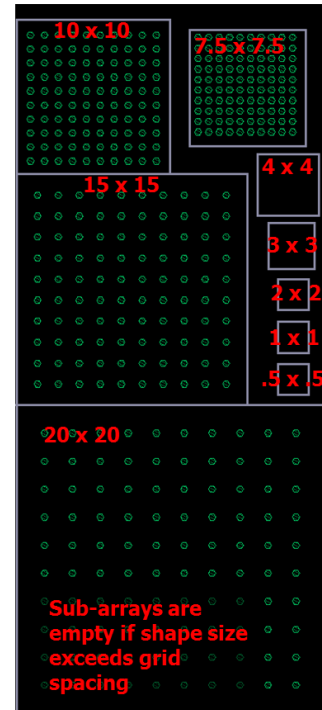 10 x 10
7.5 x 7.5
4 x 4
15 x 15
3 x 3
2 x 2
1 x 1
.5 x .5
20 x 20
Sub-arrays are
empty if shape size
exceeds grid
spacing